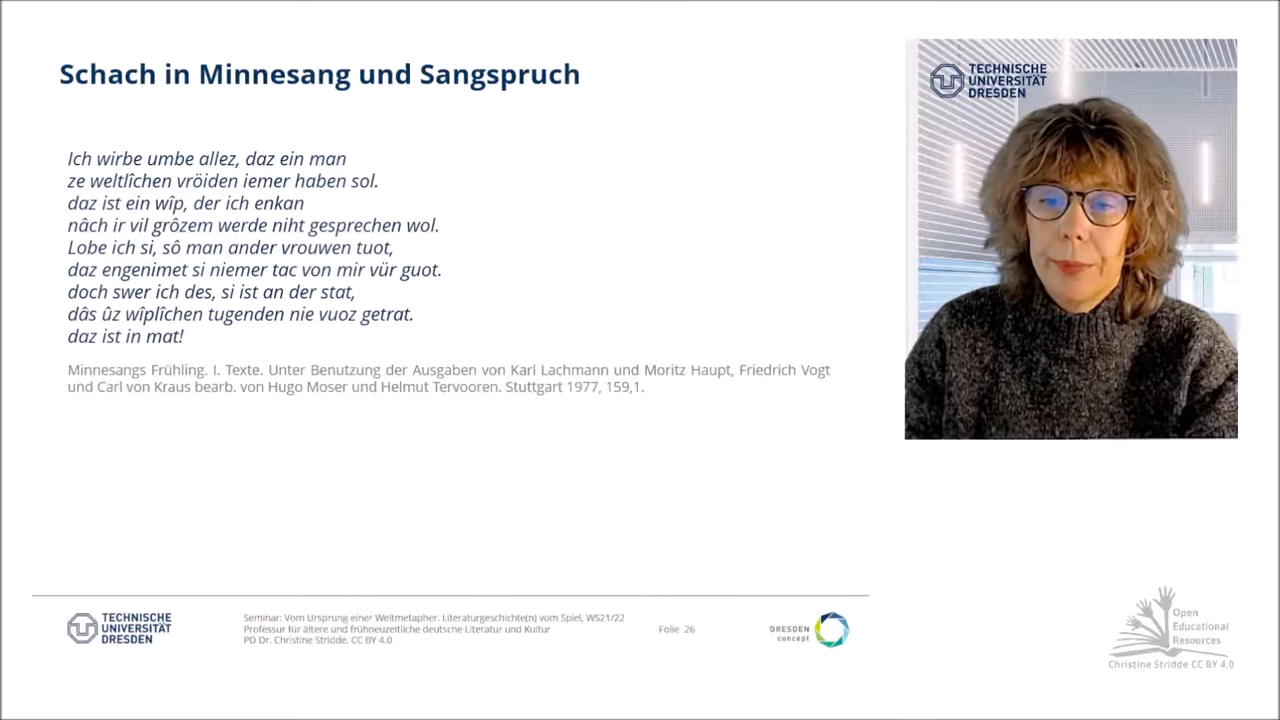 Schach in Minnesang und Sangspruch
Ich wirbe umbe allez, daz ein man
ze weltlîchen vröiden iemer haben sol.
daz ist ein wîp, der ich enkan
nâch ir vil grôzem werde niht gesprechen wol.
Lobe ich si, sô man ander vrouwen tuot,
daz engenimet si niemer tac von mir vür guot.
doch swer ich des, si ist an der stat,
dâs ûz wîplîchen tugenden nie vuoz getrat.
daz ist in mat!
Minnesangs Frühling. I. Texte. Unter Benutzung der Ausgaben von Karl Lachmann und Moritz Haupt, Friedrich Vogt
und Carl von Kraus bearb. von Hugo Moser und Helmut Tervooren. Stuttgart 1977, 159,1.
TECHNISCHE
UNIVERSITÄT
DRESDEN
TECHNISCHE
UNIVERSITÄT
DRESDEN
Seminar: Vom Ursprung einer Weltmetapher. Literaturgeschichte(n) vom Spiel, WS21/22
Professur für ältere und frühneuzeitliche deutsche Literatur und Kultur
PD Dr. Christine Stridde, CC BY 4.0
Folie 26
DRESDEN
concept
Open
Educational
Resources
Christine Stridde CC BY 4.0